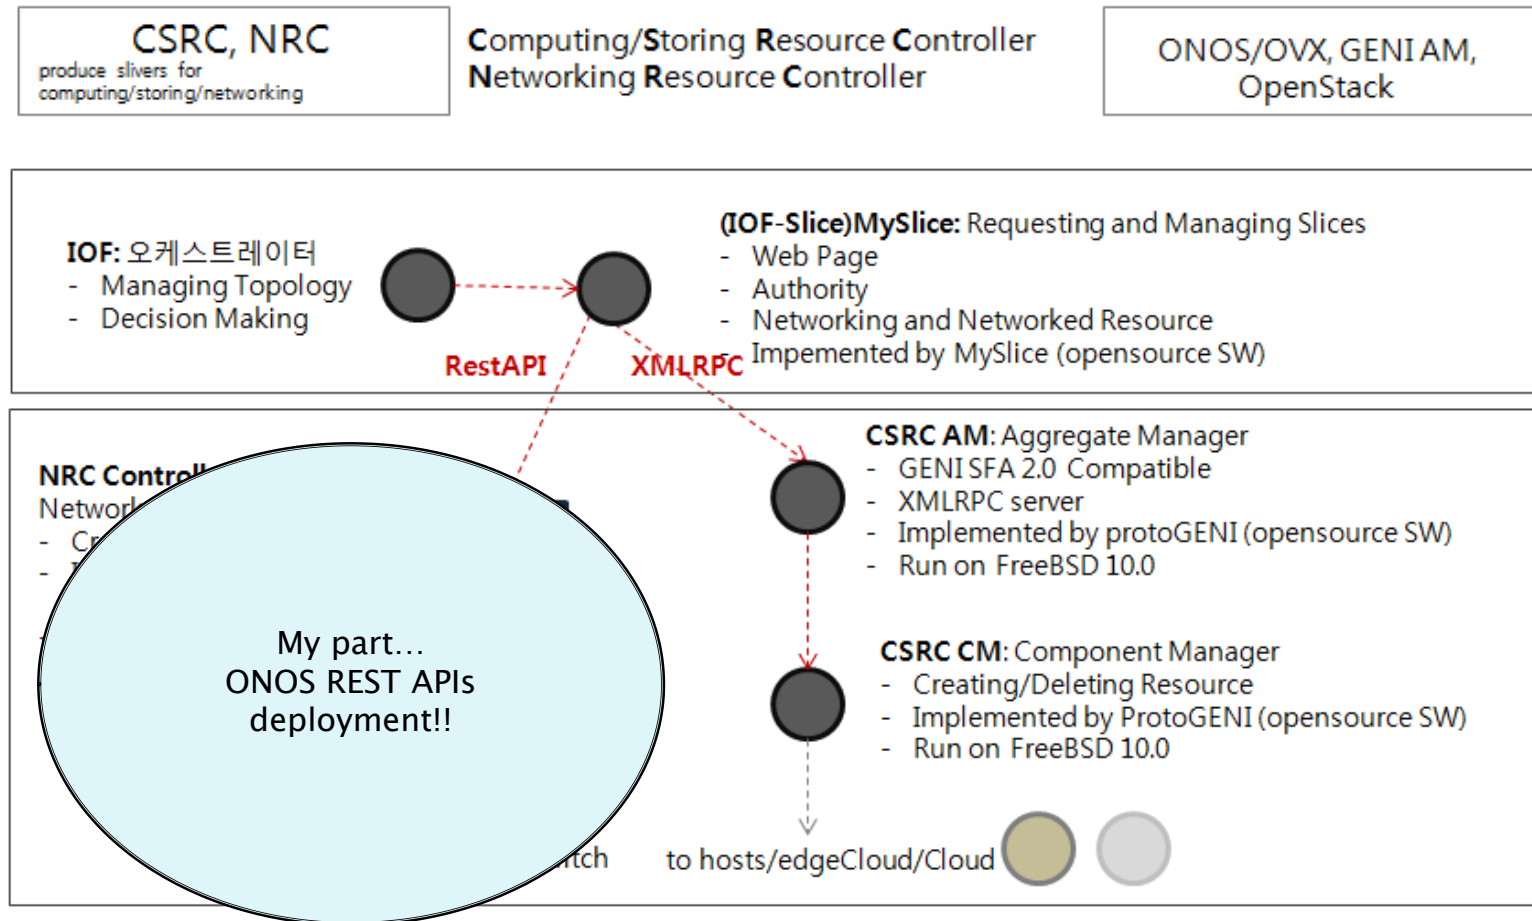 CSRC, NRC
produce slivers for
computing/storing/networking
Computing/Storing Resource Controller
Networking Resource Controller
ONOS/OVX, GENI AM,
OpenStack
IOF: 오케스트레이터
- Managing Topology
- Decision Making
(IOF-Slice)MySlice: Requesting and Managing Slices
- Web Page
- Authority
- Networking and Networked Resource
- Impemented by MySlice (opensource SW)
RestAPI
XMLRPC
NRC
CSRC AM: Aggregate Manager
- GENI SFA 2.0 Compatible
- XMLRPC server
- Implemented by protoGENI (opensource SW)
- Run on FreeBSD 10.0
My part...
ONOS REST APIs
deployment!!
CSRC CM: Component Manager
- Creating/Deleting Resource
- Implemented by ProtoGENI (opensource SW)
- Run on FreeBSD 10.0
to hosts/edgeCloud/Cloud